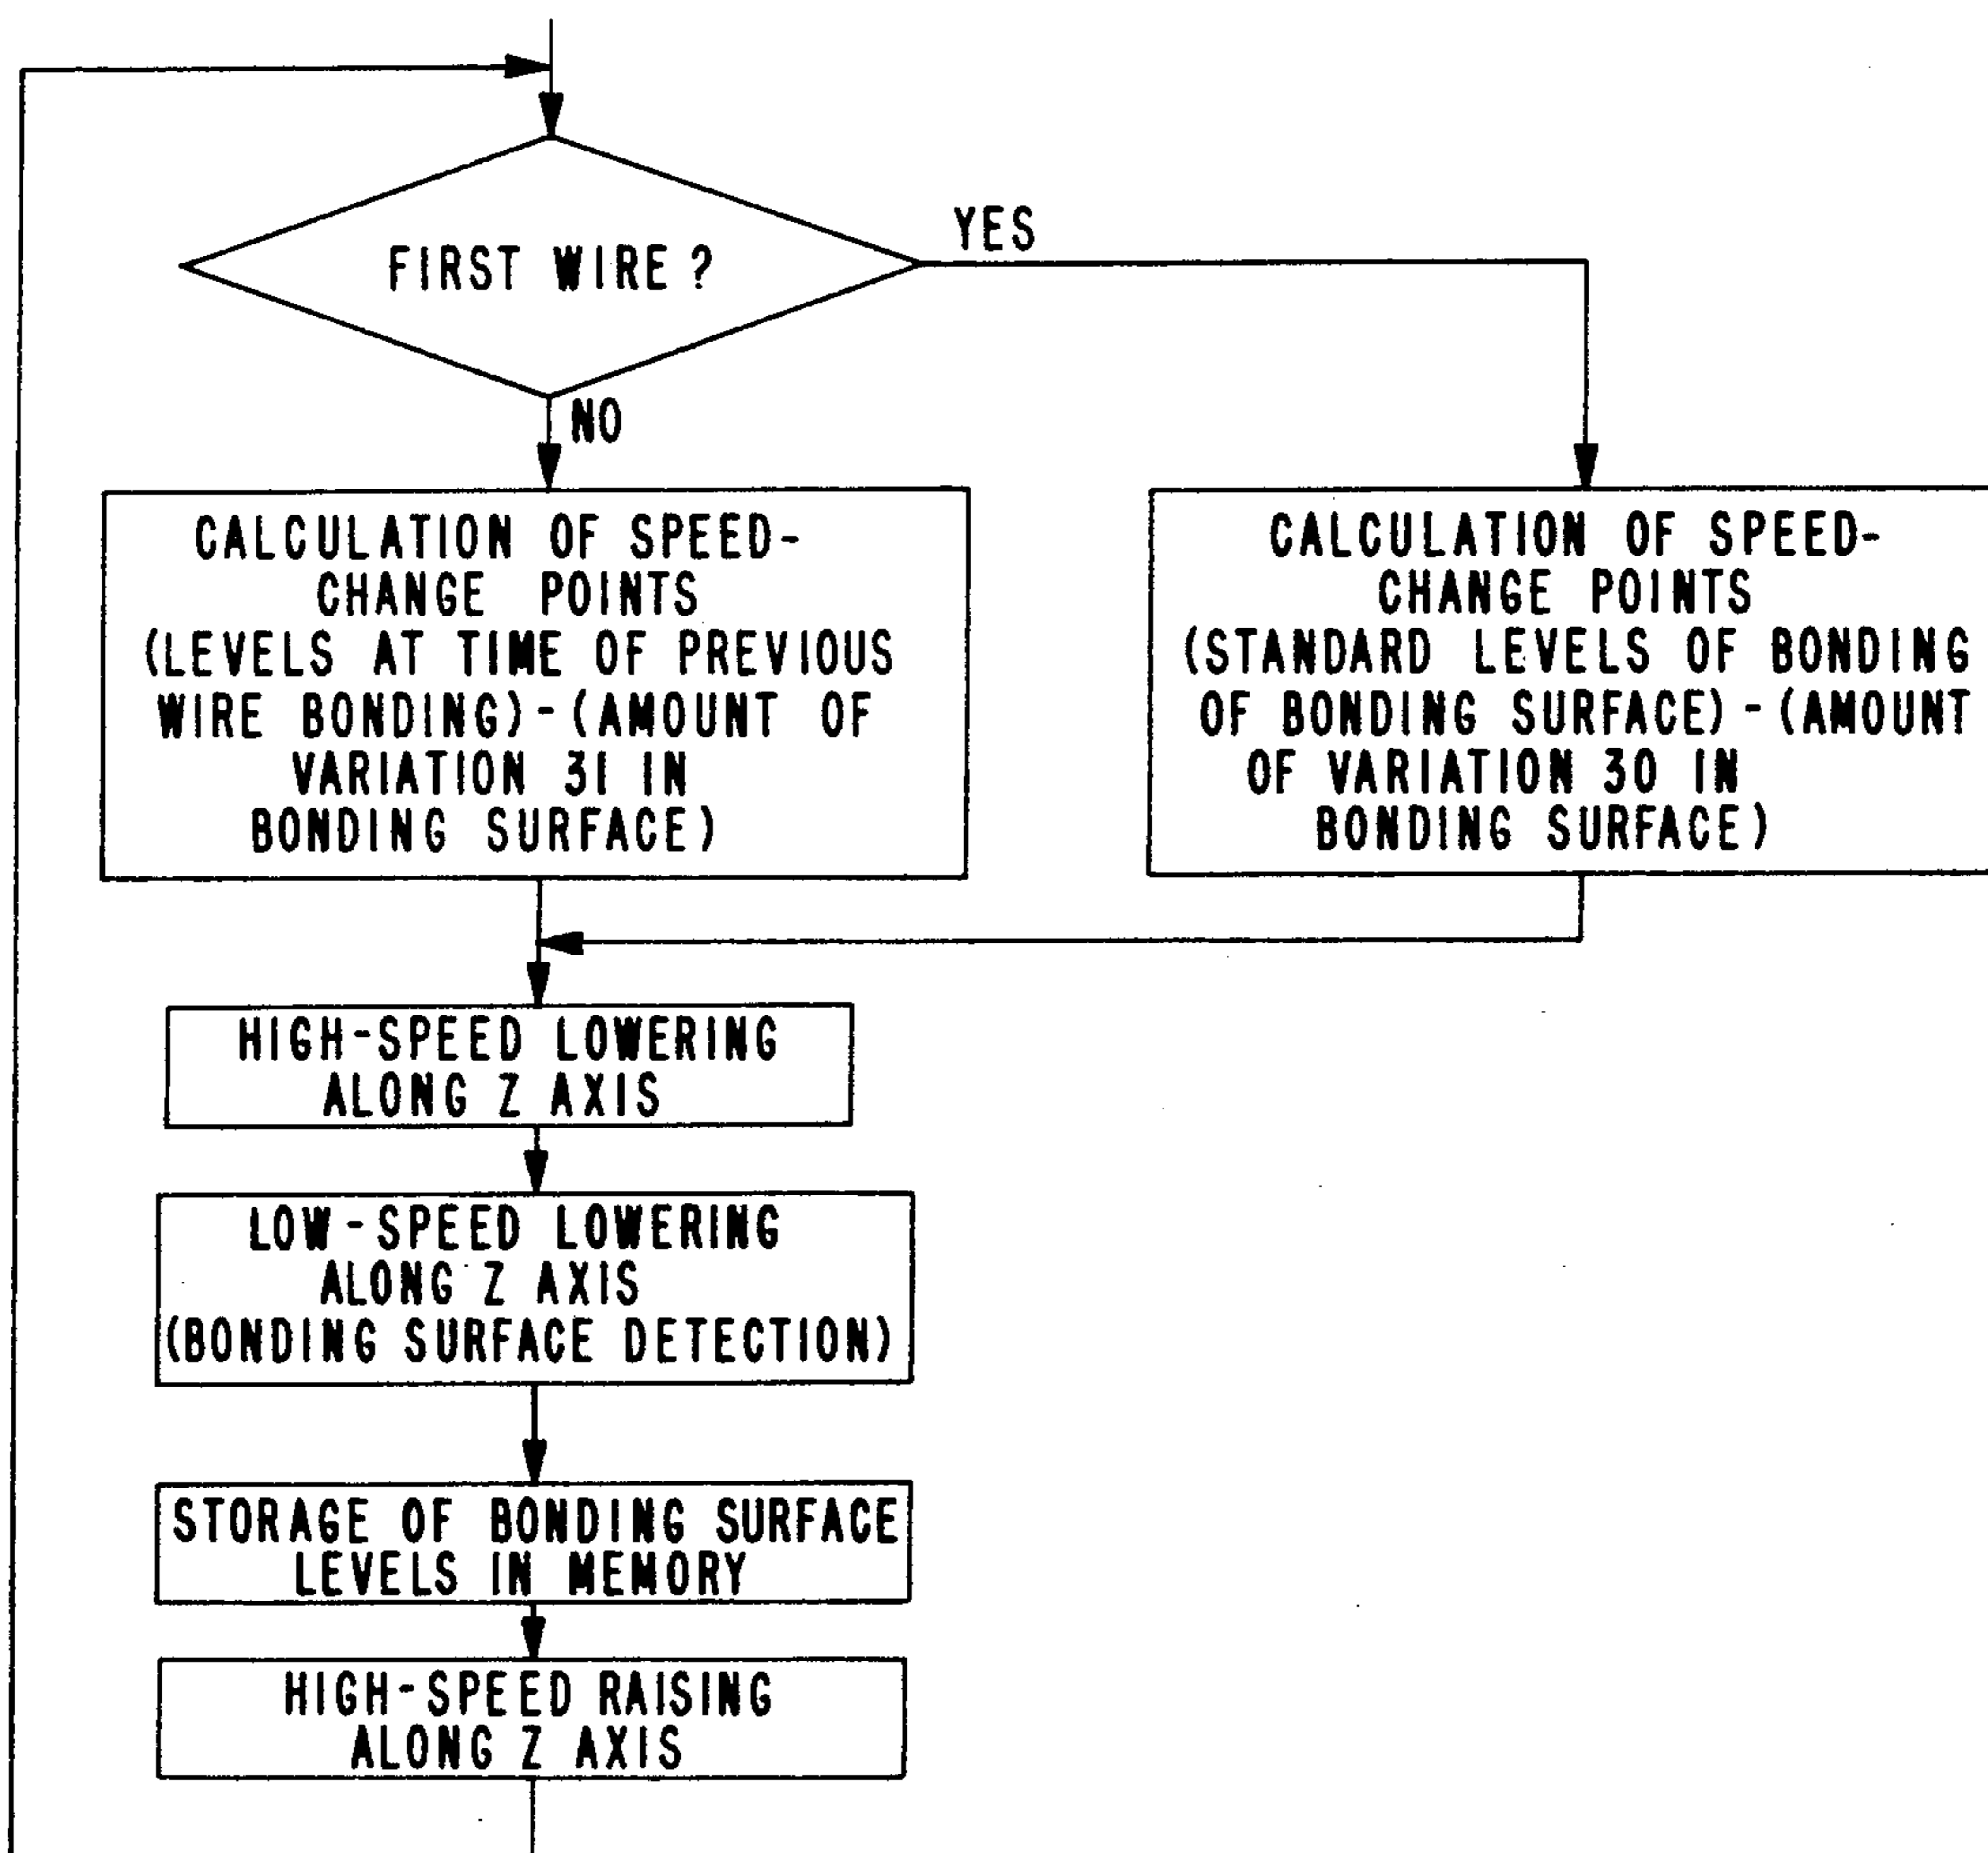 FIRST WIRE?
YES
NO
CALCULATION OF SPEED-
CHANGE POINTS
(LEVELS AT TIME OF PREVIOUS
WIRE BONDING)-(AMOUNT OF
VARIATION 31 IN
BONDING SURFACE)
CALCULATION OF SPEED-
CHANGE POINTS
(STANDARD LEVELS OF BONDING
OF BONDING SURFACE)-(AMOUNT
OF VARIATION 30 IN
BONDING SURFACE)
HIGH-SPEED LOWERING
ALONG Z AXIS
LOW-SPEED LOWERING
ALONG Z AXIS
(BONDING SURFACE DETECTION)
STORAGE OF BONDING SURFACE
LEVELS IN MEMORY
HIGH-SPEED RAISING
ALONG Z AXIS